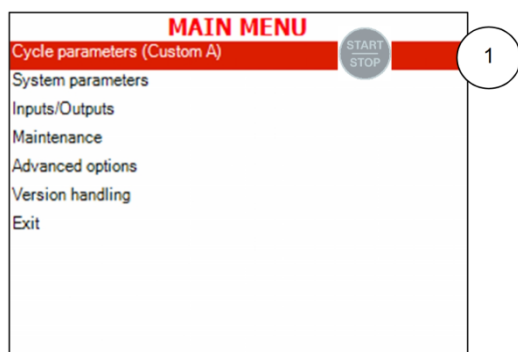 MAIN MENU
Cycle parameters (Custom A)
START
STOP
1
System parameters
Inputs/Outputs
Maintenance
Advanced options
Version handling
Exit